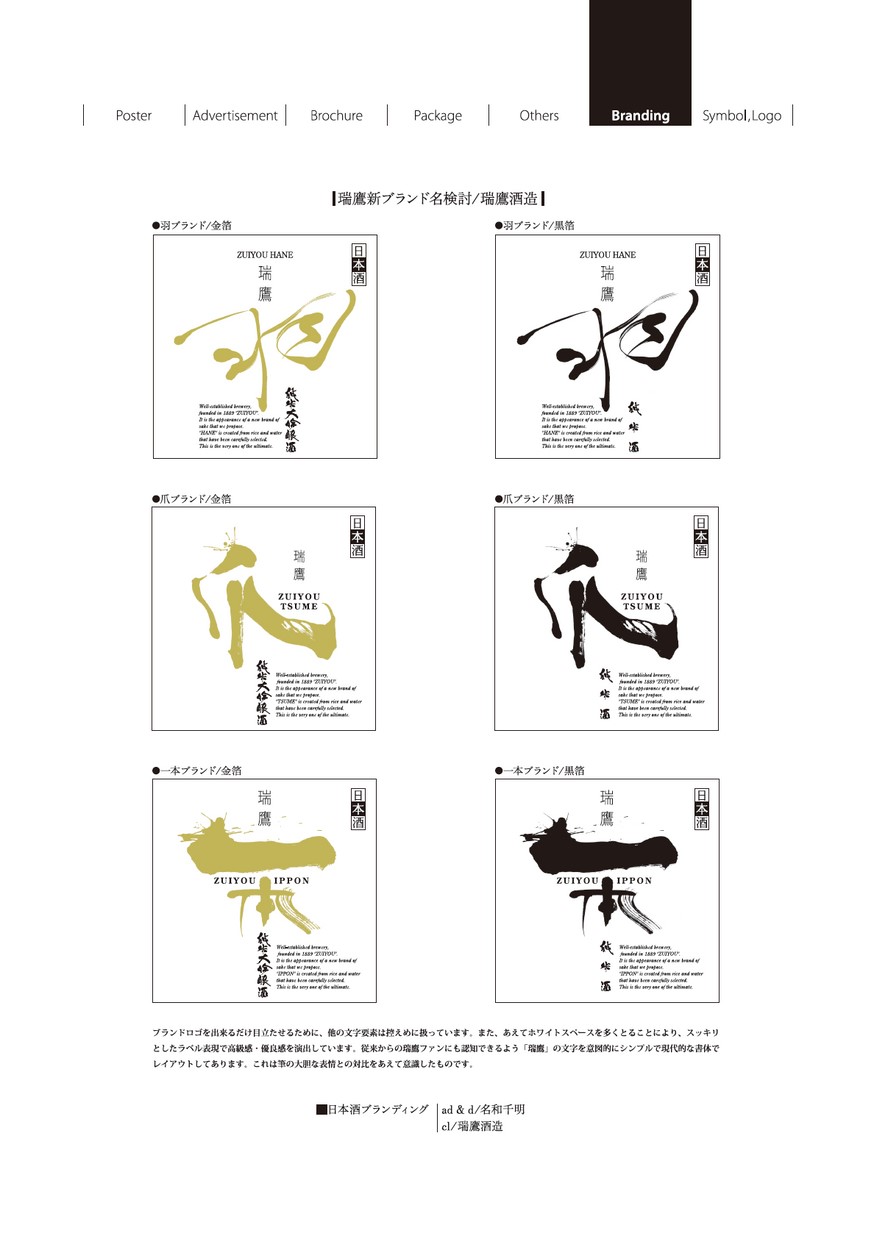 Poster
Advertisement
Brochure
Package
Others
Branding
Symbol,Logo
瑞鷹新ブランド名検討/瑞鷹酒造
●羽ブランド/金箔
ZUIYOU HANE
瑞
鷹
日本酒
羽
Well-established brewery,
founded in 1889 "ZUIYOU".
It is the appearance of a new brand of
sake that we propose.
"HANE" is created from rice and water
that have been carefully selected.
This is the very one of the ultimate.
純米大吟醸酒
●羽ブランド/黒箔
ZUIYOU HANE
瑞
鷹
日本酒
羽
Well-established brewery,
founded in 1889 "ZUIYOU".
It is the appearance of a new brand of
sake that we propose.
"HANE" is created from rice and water
that have been carefully selected.
This is the very one of the ultimate.
純米酒
●爪ブランド/金箔
日本酒
瑞
鷹
爪
ZUIYOU
TSUME
純米大吟醸酒
Well-established brewery,
founded in 1889 "ZUIYOU".
It is the appearance of a new brand of
sake that we propose.
"TSUME" is created from rice and water
that have been carefully selected.
This is the very one of the ultimate.
●爪ブランド/黒箔
日本酒
瑞
鷹
爪
ZUIYOU
TSUME
純米酒
Well-established brewery,
founded in 1889 "ZUIYOU".
It is the appearance of a new brand of
sake that we propose.
"TSUME" is created from rice and water
that have been carefully selected.
This is the very one of the ultimate.
●一本ブランド/金箔
瑞
鷹
日本酒
一
ZUIYOU IPPON
本
純米大吟醸酒
Well-established brewery,
founded in 1889 "ZUIYOU".
It is the appearance of a new brand of
sake that we propose.
"IPPON" is created from rice and water
that have been carefully selected.
This is the very one of the ultimate.
●一本ブランド/黒箔
瑞
鷹
日本酒
一
ZUIYOU IPPON
本
純米酒
Well-established brewery,
founded in 1889 "ZUIYOU".
It is the appearance of a new brand of
sake that we propose.
"IPPON" is created from rice and water
that have been carefully selected.
This is the very one of the ultimate.
ブランドロゴを出来るだけ目立たせるために、他の文字要素は控えめに扱っています。また、あえてホワイトスペースを多くとることにより、スッキリ
としたラベル表現で高級感・優良感を演出しています。従来からの瑞鷹ファンにも認知できるよう「瑞鷹」の文字を意図的にシンプルで現代的な書体で
レイアウトしてあります。これは筆の大胆な表情との対比をあえて意識したものです。
■日本酒ブランディング
ad & d/名和千明
cl/瑞鷹酒造